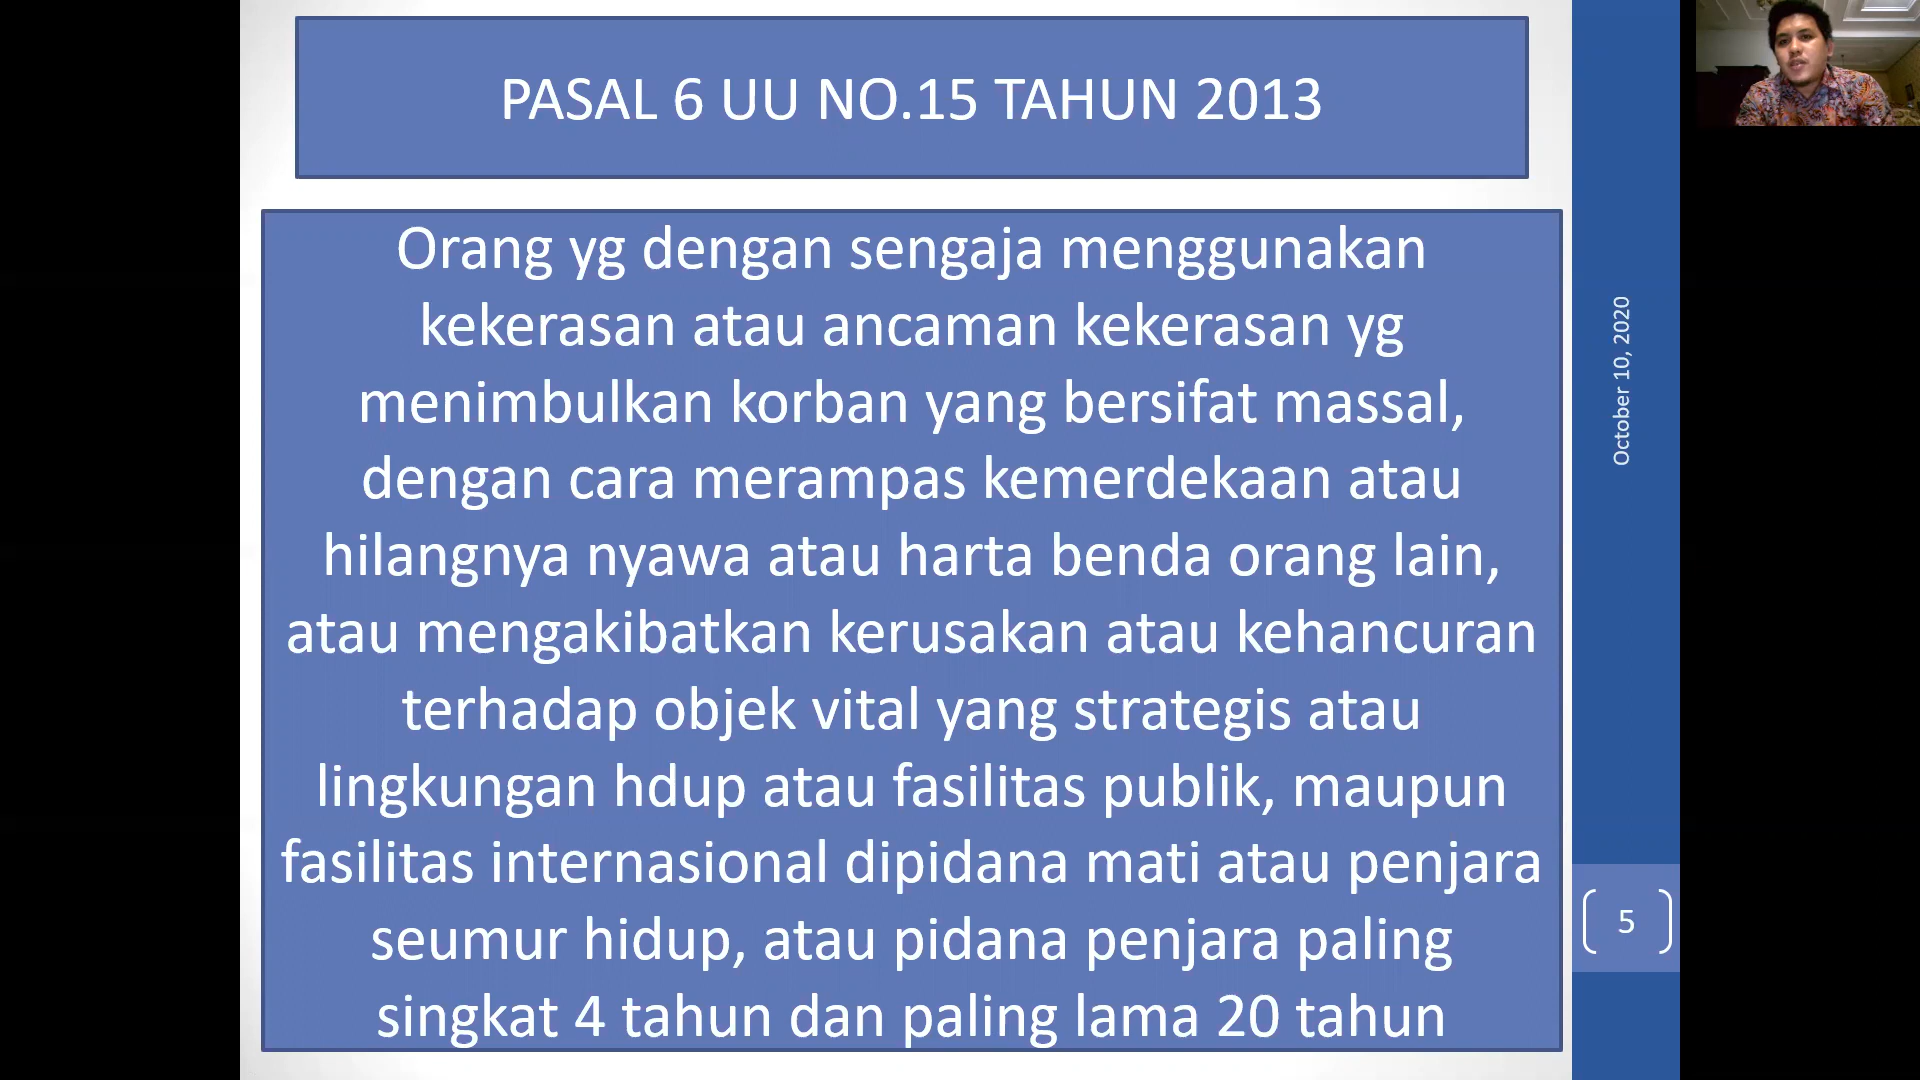 PASAL 6 UU NO.15 TAHUN 2013
Orang yg dengan sengaja menggunakan
kekerasan atau ancaman kekerasan yg
menimbulkan korban yang bersifat massal,
dengan cara merampas kemerdekaan atau
hilangnya nyawa atau harta benda orang lain,
atau mengakibatkan kerusakan atau kehancuran
terhadap objek vital yang strategis atau
lingkungan hdup atau fasilitas publik, maupun
fasilitas internasional dipidana mati atau penjara
seumur hidup, atau pidana penjara paling
singkat 4 tahun dan paling lama 20 tahun
October 10, 2020
5